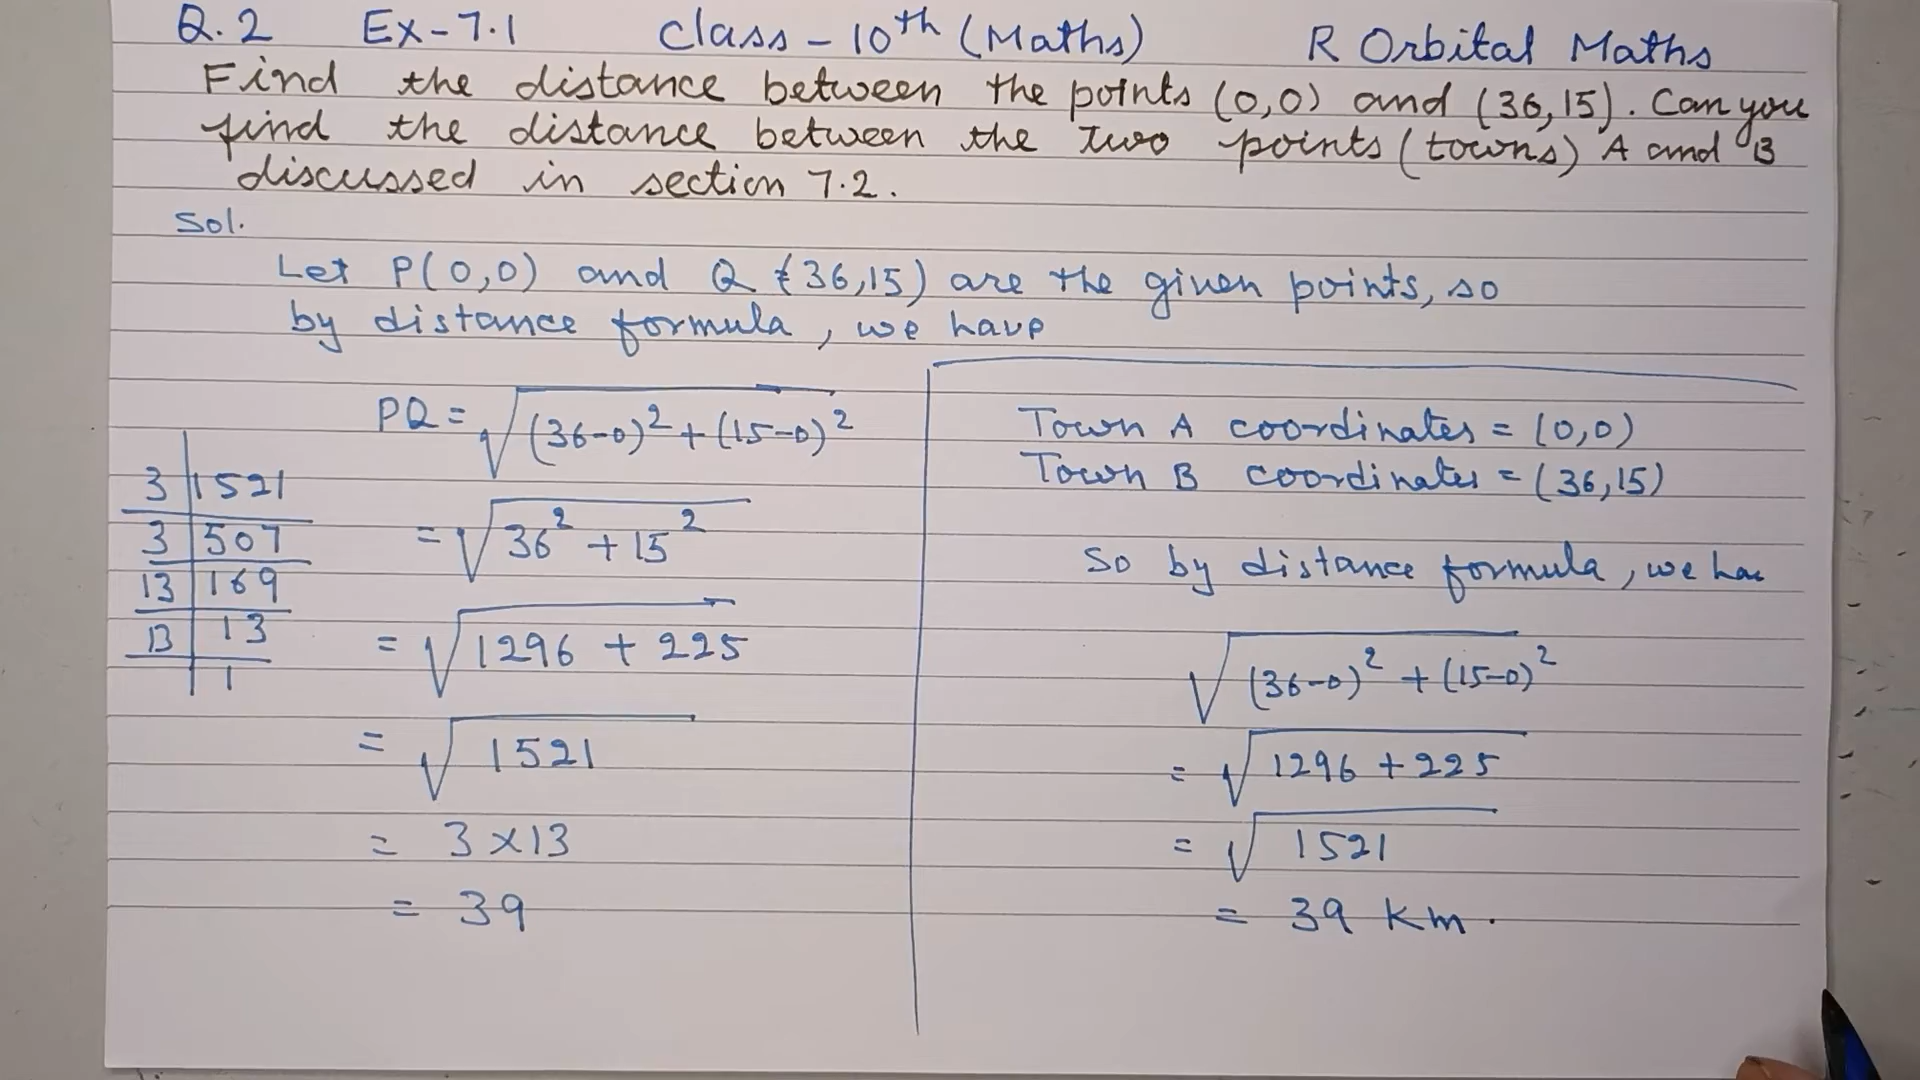 Q.2 Ex-7.1 Class-10th (Maths) R Orbital Maths
Find the distance between the points (0,0) and (36,15). Can you
find the distance between the two points (towns) A and B
discussed in section 7.2.
Sol.
Let P(0,0) and Q (36,15) are the given points, so
by distance formula, we have
PQ = √(36-0)² + (15-0)²
= √36² + 15²
= √1296 + 225
= √1521
= 3 × 13
= 39
3 | 1521
3 | 507
13 | 169
13 | 13
| 1
Town A coordinates = (0,0)
Town B coordinates = (36,15)
So by distance formula, we hav
√(36-0)² + (15-0)²
= √1296 + 225
= √1521
= 39 km.